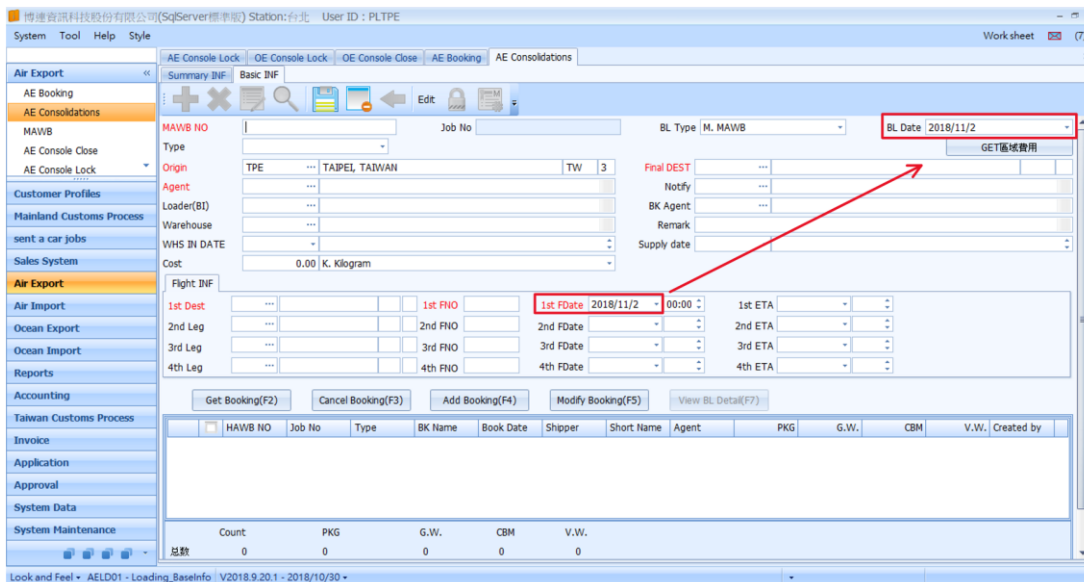 博連資訊科技股份有限公司(SqlServer標準版) Station:台北 User ID : PLTPE
System Tool Help Style Work sheet (7)
AE Console Lock OE Console Lock OE Console Close AE Booking AE Consolidations
Air Export «
AE Booking
AE Consolidations
MAWB
AE Console Close
AE Console Lock
Customer Profiles
Mainland Customs Process
sent a car jobs
Sales System
Air Export
Air Import
Ocean Export
Ocean Import
Reports
Accounting
Taiwan Customs Process
Invoice
Application
Approval
System Data
System Maintenance
Summary INF Basic INF
Edit
MAWB NO Job No BL Type M. MAWB BL Date 2018/11/2
Type GET區域費用
Origin TPE ... TAIPEI, TAIWAN TW 3 Final DEST ...
Agent ... Notify ...
Loader(BI) ... BK Agent ...
Warehouse ... Remark
WHS IN DATE Supply date
Cost 0.00 K. Kilogram
Flight INF
1st Dest ... 1st FNO 1st FDate 2018/11/2 00:00 1st ETA
2nd Leg ... 2nd FNO 2nd FDate 2nd ETA
3rd Leg ... 3rd FNO 3rd FDate 3rd ETA
4th Leg ... 4th FNO 4th FDate 4th ETA
Get Booking(F2) Cancel Booking(F3) Add Booking(F4) Modify Booking(F5) View BL Detail(F7)
HAWB NO Job No Type BK Name Book Date Shipper Short Name Agent PKG G.W. CBM V.W. Created by
Count PKG G.W. CBM V.W.
总数 0 0 0 0 0
Look and Feel AELD01 - Loading_BaseInfo V2018.9.20.1 - 2018/10/30